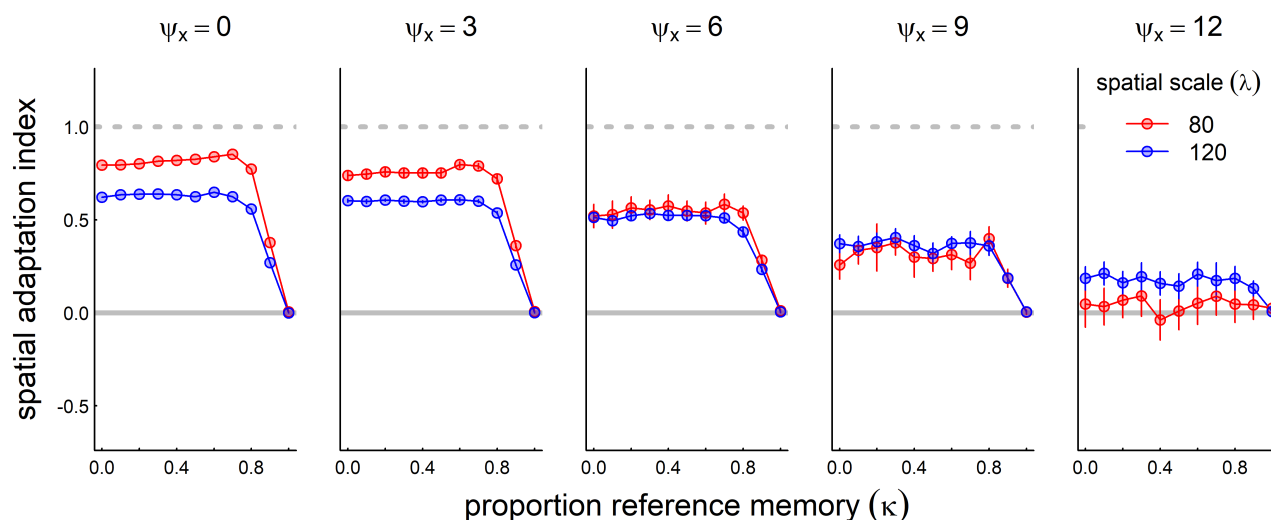 ψx = 0
ψx = 3
ψx = 6
ψx = 9
ψx = 12
spatial adaptation index
1.0
0.5
0.0
-0.5
spatial scale (λ)
80
120
0.0 0.4 0.8
0.0 0.4 0.8
0.0 0.4 0.8
0.0 0.4 0.8
0.0 0.4 0.8
proportion reference memory (κ)